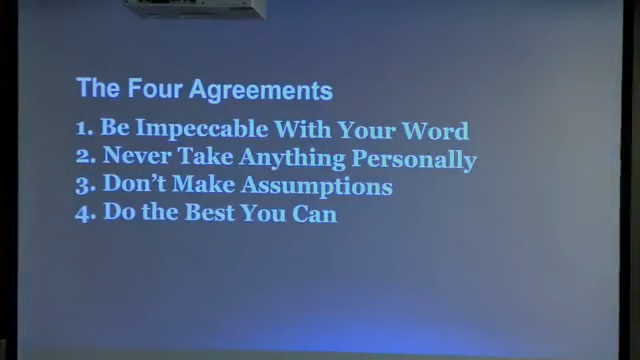 The Four Agreements
1. Be Impeccable With Your Word
2. Never Take Anything Personally
3. Don't Make Assumptions
4. Do the Best You Can